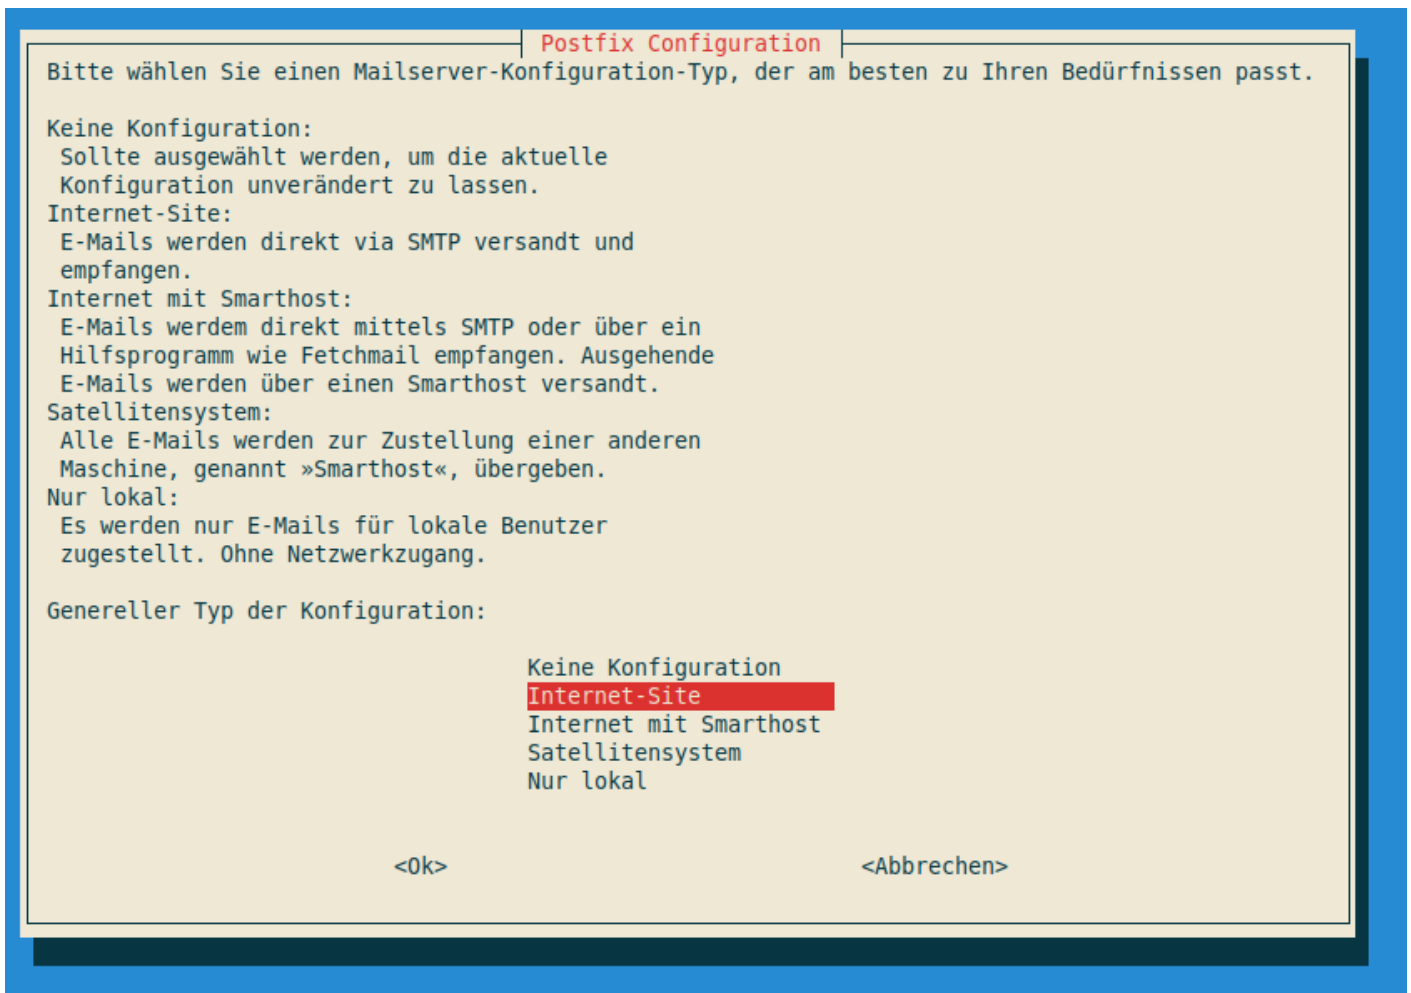 Postfix Configuration
Bitte wählen Sie einen Mailserver-Konfiguration-Typ, der am besten zu Ihren Bedürfnissen passt.
Keine Konfiguration:
Sollte ausgewählt werden, um die aktuelle
Konfiguration unverändert zu lassen.
Internet-Site:
E-Mails werden direkt via SMTP versandt und
empfangen.
Internet mit Smarthost:
E-Mails werdem direkt mittels SMTP oder über ein
Hilfsprogramm wie Fetchmail empfangen. Ausgehende
E-Mails werden über einen Smarthost versandt.
Satellitensystem:
Alle E-Mails werden zur Zustellung einer anderen
Maschine, genannt »Smarthost«, übergeben.
Nur lokal:
Es werden nur E-Mails für lokale Benutzer
zugestellt. Ohne Netzwerkzugang.
Genereller Typ der Konfiguration:
Keine Konfiguration
Internet-Site
Internet mit Smarthost
Satellitensystem
Nur lokal
<Ok> <Abbrechen>